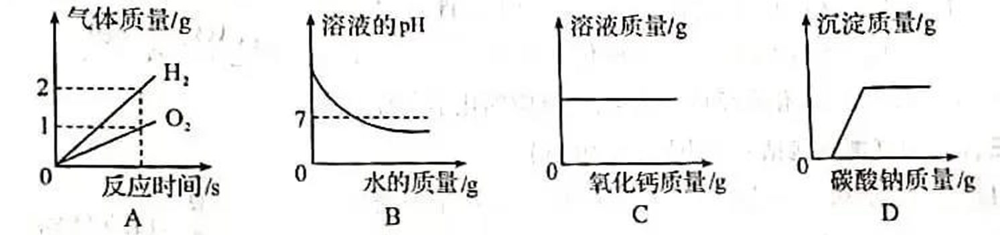 气体质量/g
2
1
0
H₂
O₂
反应时间/s
A
溶液的pH
7
0
水的质量/g
B
溶液质量/g
0
氧化钙质量/g
C
沉淀质量/g
0
碳酸钠质量/g
D